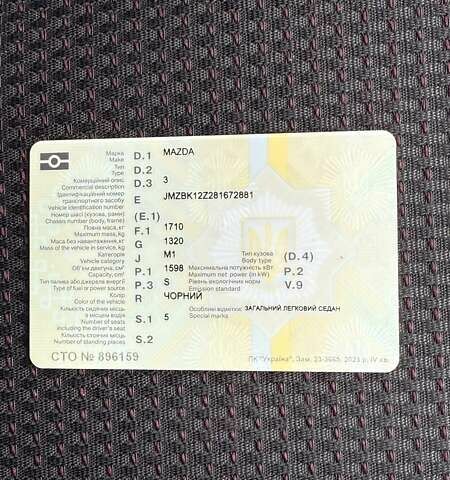 Марка D.1 MAZDA
Make
Тип D.2
Type
Комерційний опис D.3 3
Commercial description
Ідентифікаційний номер E JMZBK12Z281672881
транспортного засобу
Vehicle identification number
Номер шасі (кузова, рами) (E.1)
Chassis number (body, frame)
Повна маса, кг F.1 1710
Maximum mass, kg
Маса без навантаження, кг G 1320
Mass of the vehicle in service, kg
Категорія J M1 Тип кузова (D.4)
Vehicle category Body type
Об'єм двигуна, см³ P.1 1598 Максимальна потужність кВт P.2
Capacity, cm³ Maximum net power (in kW)
Тип палива або джерела енергії P.3 S Рівень екологічних норм V.9
Type of fuel or power source Emission standard
Колір R ЧОРНИЙ
Color of the vehicle
Кількість сидячих місць S.1 5 Особливі відмітки: ЗАГАЛЬНИЙ ЛЕГКОВИЙ СЕДАН
з місцем водія Special marks
Number of seats
including the driver's seat
Кількість стоячих місць S.2
Number of standing places
СТО № 896159 ПК "Україна", Зам. 23-3665, 2023 р, IV кв.